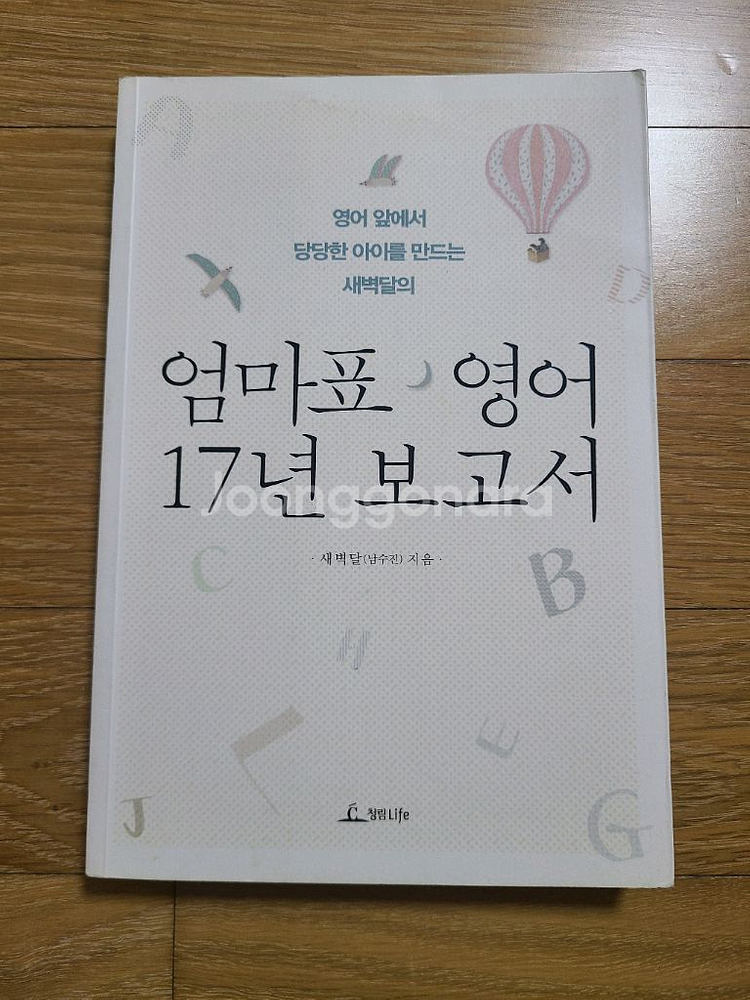 영어 앞에서
당당한 아이를 만드는
새벽달의
엄마표 영어
17년 보고서
Joonggonara
· 새벽달(남수진) 지음 ·
A
D
C
B
H
L
E
J
G
청림Life